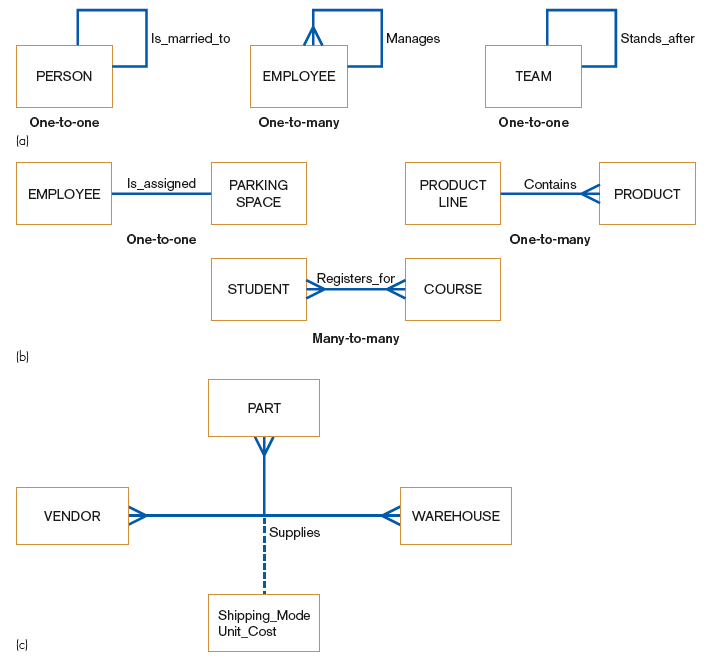 Is_married_to
PERSON
One-to-one
Manages
EMPLOYEE
One-to-many
Stands_after
TEAM
One-to-one
(a)
EMPLOYEE
Is_assigned
PARKING
SPACE
One-to-one
PRODUCT
LINE
Contains
PRODUCT
One-to-many
STUDENT
Registers_for
COURSE
Many-to-many
(b)
PART
VENDOR
WAREHOUSE
Supplies
Shipping_Mode
Unit_Cost
(c)